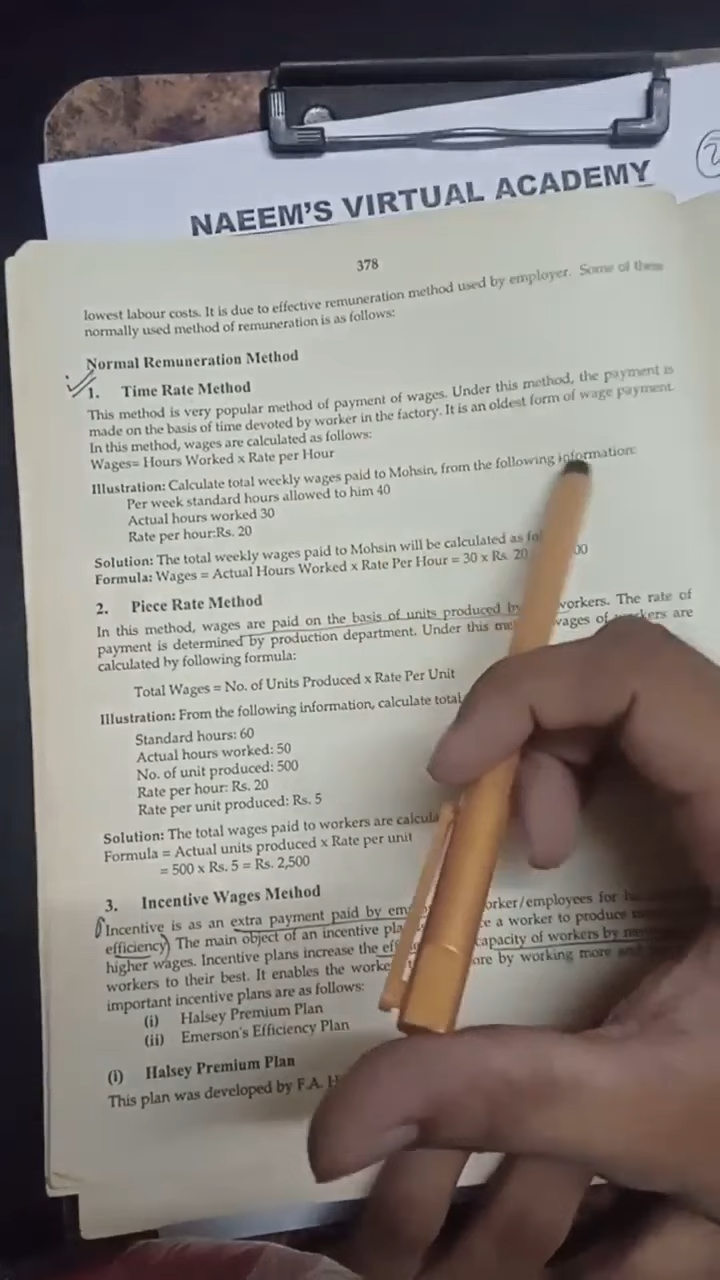 NAEEM'S VIRTUAL ACADEMY
378
lowest labour costs. It is due to effective remuneration method used by employer. Some of these
normally used method of remuneration is as follows:
Normal Remuneration Method
1. Time Rate Method
This method is very popular method of payment of wages. Under this method, the payment is
made on the basis of time devoted by worker in the factory. It is an oldest form of wage payment.
In this method, wages are calculated as follows:
Wages= Hours Worked x Rate per Hour
Illustration: Calculate total weekly wages paid to Mohsin, from the following information:
Per week standard hours allowed to him 40
Actual hours worked 30
Rate per hour:Rs. 20
Solution: The total weekly wages paid to Mohsin will be calculated as
Formula: Wages = Actual Hours Worked x Rate Per Hour = 30 x Rs. 20 00
2. Piece Rate Method
In this method, wages are paid on the basis of units produced workers. The rate of
payment is determined by production department. Under this wages of workers are
calculated by following formula:
Total Wages = No. of Units Produced x Rate Per Unit
Illustration: From the following information, calculate total
Standard hours: 60
Actual hours worked: 50
No. of unit produced: 500
Rate per hour: Rs. 20
Rate per unit produced: Rs. 5
Solution: The total wages paid to workers are
Formula = Actual units produced x Rate per unit
= 500 x Rs. 5 = Rs. 2,500
3. Incentive Wages Method
Incentive is as an extra payment paid by orker/employees for
efficiency) The main object of an incentive a worker to produce
higher wages. Incentive plans increase the capacity of workers by
workers to their best. It enables the ore by working more and
important incentive plans are as follows:
(i) Halsey Premium Plan
(ii) Emerson's Efficiency Plan
(i) Halsey Premium Plan
This plan was developed by F.A.